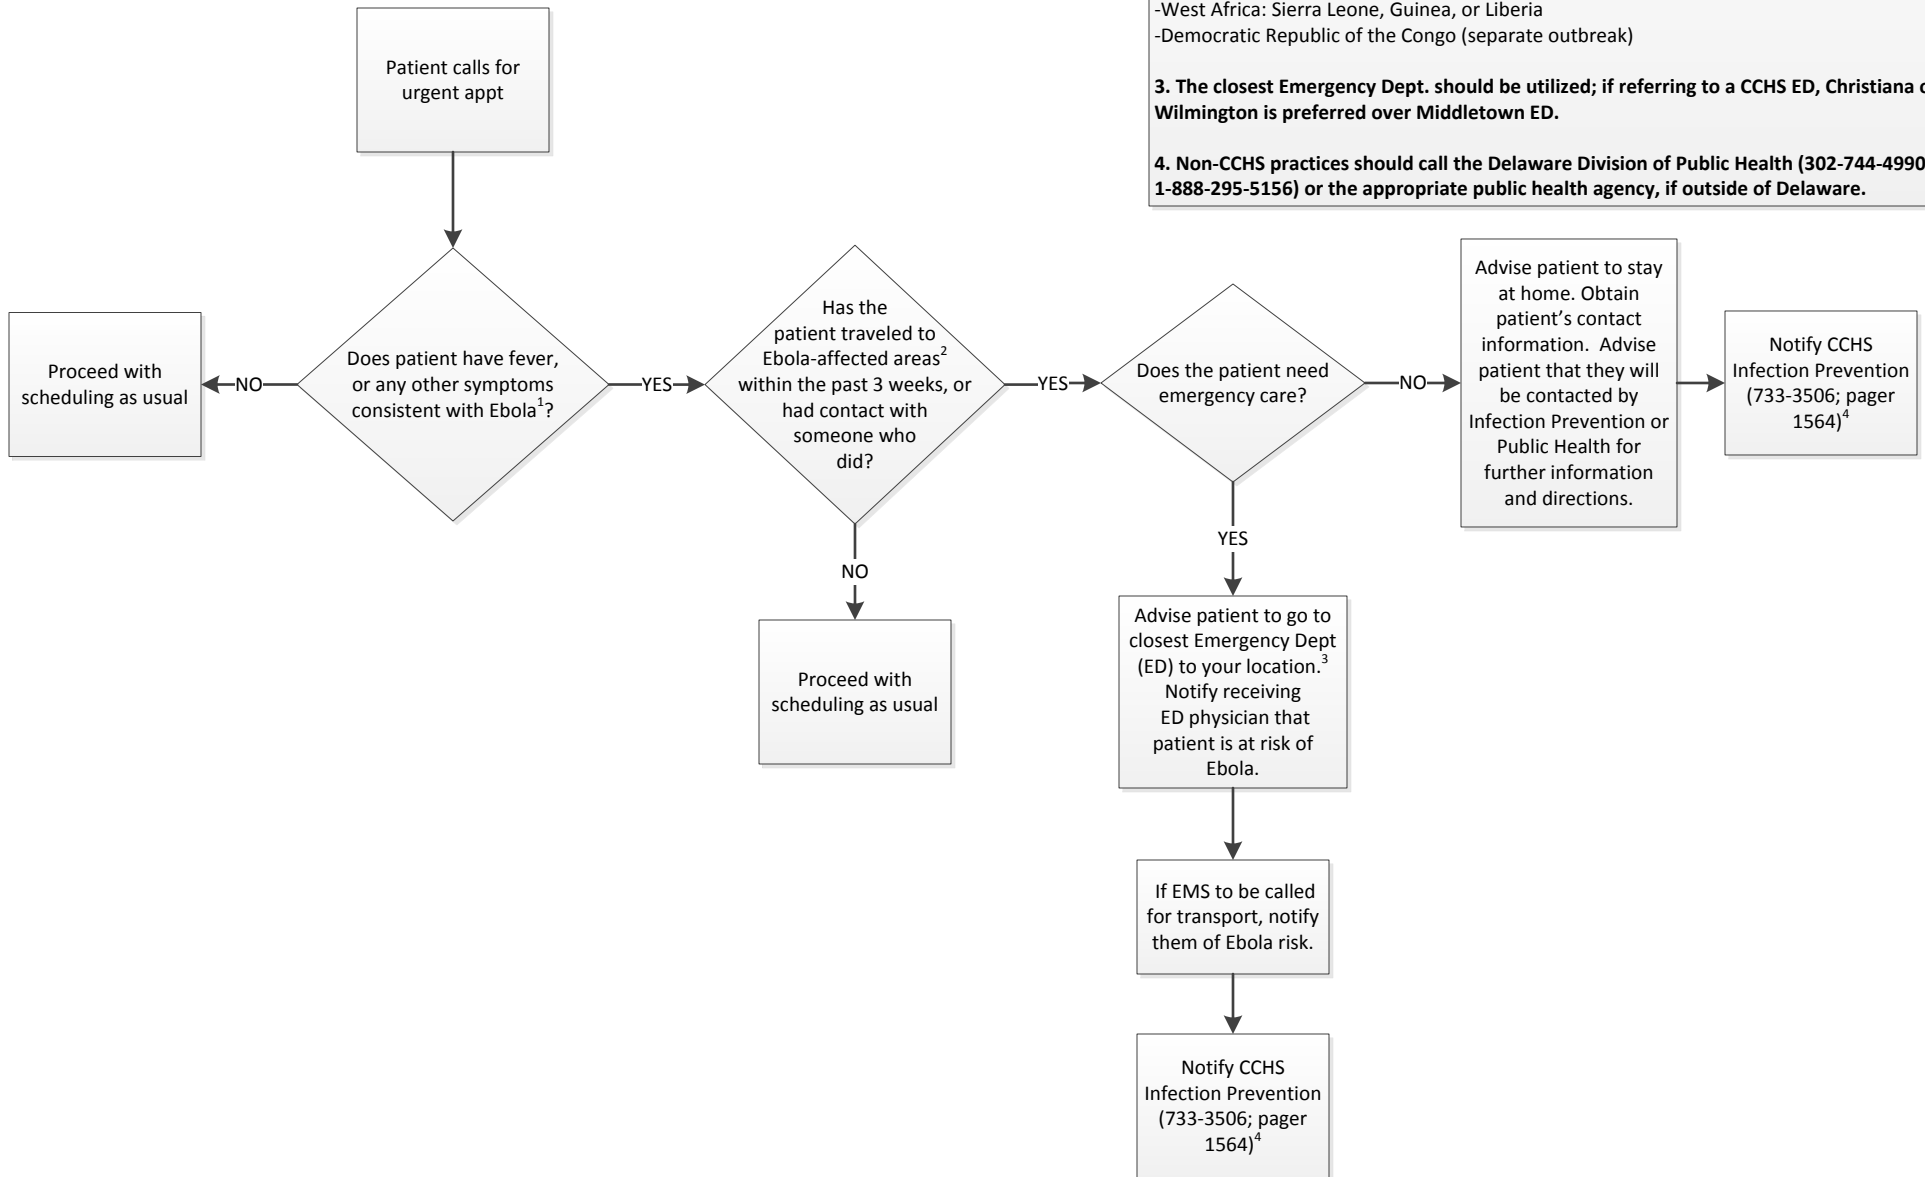 -West Africa: Sierra Leone, Guinea, or Liberia
-Democratic Republic of the Congo (separate outbreak)
3. The closest Emergency Dept. should be utilized; if referring to a CCHS ED, Christiana
Wilmington is preferred over Middletown ED.
4. Non-CCHS practices should call the Delaware Division of Public Health (302-744-4990
1-888-295-5156) or the appropriate public health agency, if outside of Delaware.
Patient calls for
urgent appt
Does patient have fever,
or any other symptoms
consistent with Ebola¹?
NO
Proceed with
scheduling as usual
YES
Has the
patient traveled to
Ebola-affected areas²
within the past 3 weeks, or
had contact with
someone who
did?
NO
Proceed with
scheduling as usual
YES
Does the patient need
emergency care?
NO
Advise patient to stay
at home. Obtain
patient’s contact
information.  Advise
patient that they will
be contacted by
Infection Prevention or
Public Health for
further information
and directions.
Notify CCHS
Infection Prevention
(733-3506; pager
1564)⁴
YES
Advise patient to go to
closest Emergency Dept
(ED) to your location.³
Notify receiving
ED physician that
patient is at risk of
Ebola.
If EMS to be called
for transport, notify
them of Ebola risk.
Notify CCHS
Infection Prevention
(733-3506; pager
1564)⁴